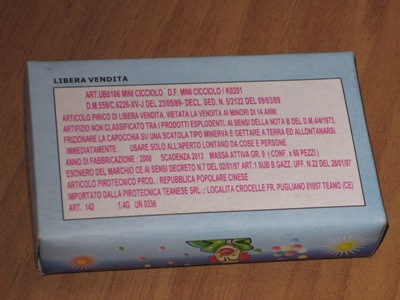 LIBERA VENDITA
ART.UB0106 MINI CICCIOLO D.F. MINI CICCIOLO / K0201
D.M.559/C.6226-XV-J DEL 23/05/89- DECL. SED. N. 5/2122 DEL 09/03/89
ARTICOLO PIRICO DI LIBERA VENDITA, VIETATA LA VENDITA AI MINORI DI 14 ANNI
ARTIFIZIO NON CLASSIFICATO TRA I PRODOTTI ESPLODENTI. AI SENSI DELLA NOTA B DEL D.M.4/4/1973,
FRIZIONARE LA CAPOCCHIA SU UNA SCATOLA TIPO MINERVA E GETTARE A TERRA ED ALLONTANARSI
IMMEDIATAMENTE. USARE SOLO ALL'APERTO LONTANO DA COSE E PERSONE
ANNO DI FABBRICAZIONE : 2008 SCADENZA 2013 MASSA ATTIVA GR. 9 ( CONF. x 60 PEZZI )
ESONERO DEL MARCHIO CE AI SENSI DECRETO N.7 DEL 02/01/97 ART.1 SUB B GAZZ. UFF. N.22 DEL 28/01/97
ARTICOLO PIROTECNICO PROD. : REPUBBLICA POPOLARE CINESE
IMPORTATO DALLA PIROTECNICA TEANESE SRL. : LOCALITA CROCELLE FR. PUGLIANO 01057 TEANO (CE)
ART. 142 1.4G UN 0336